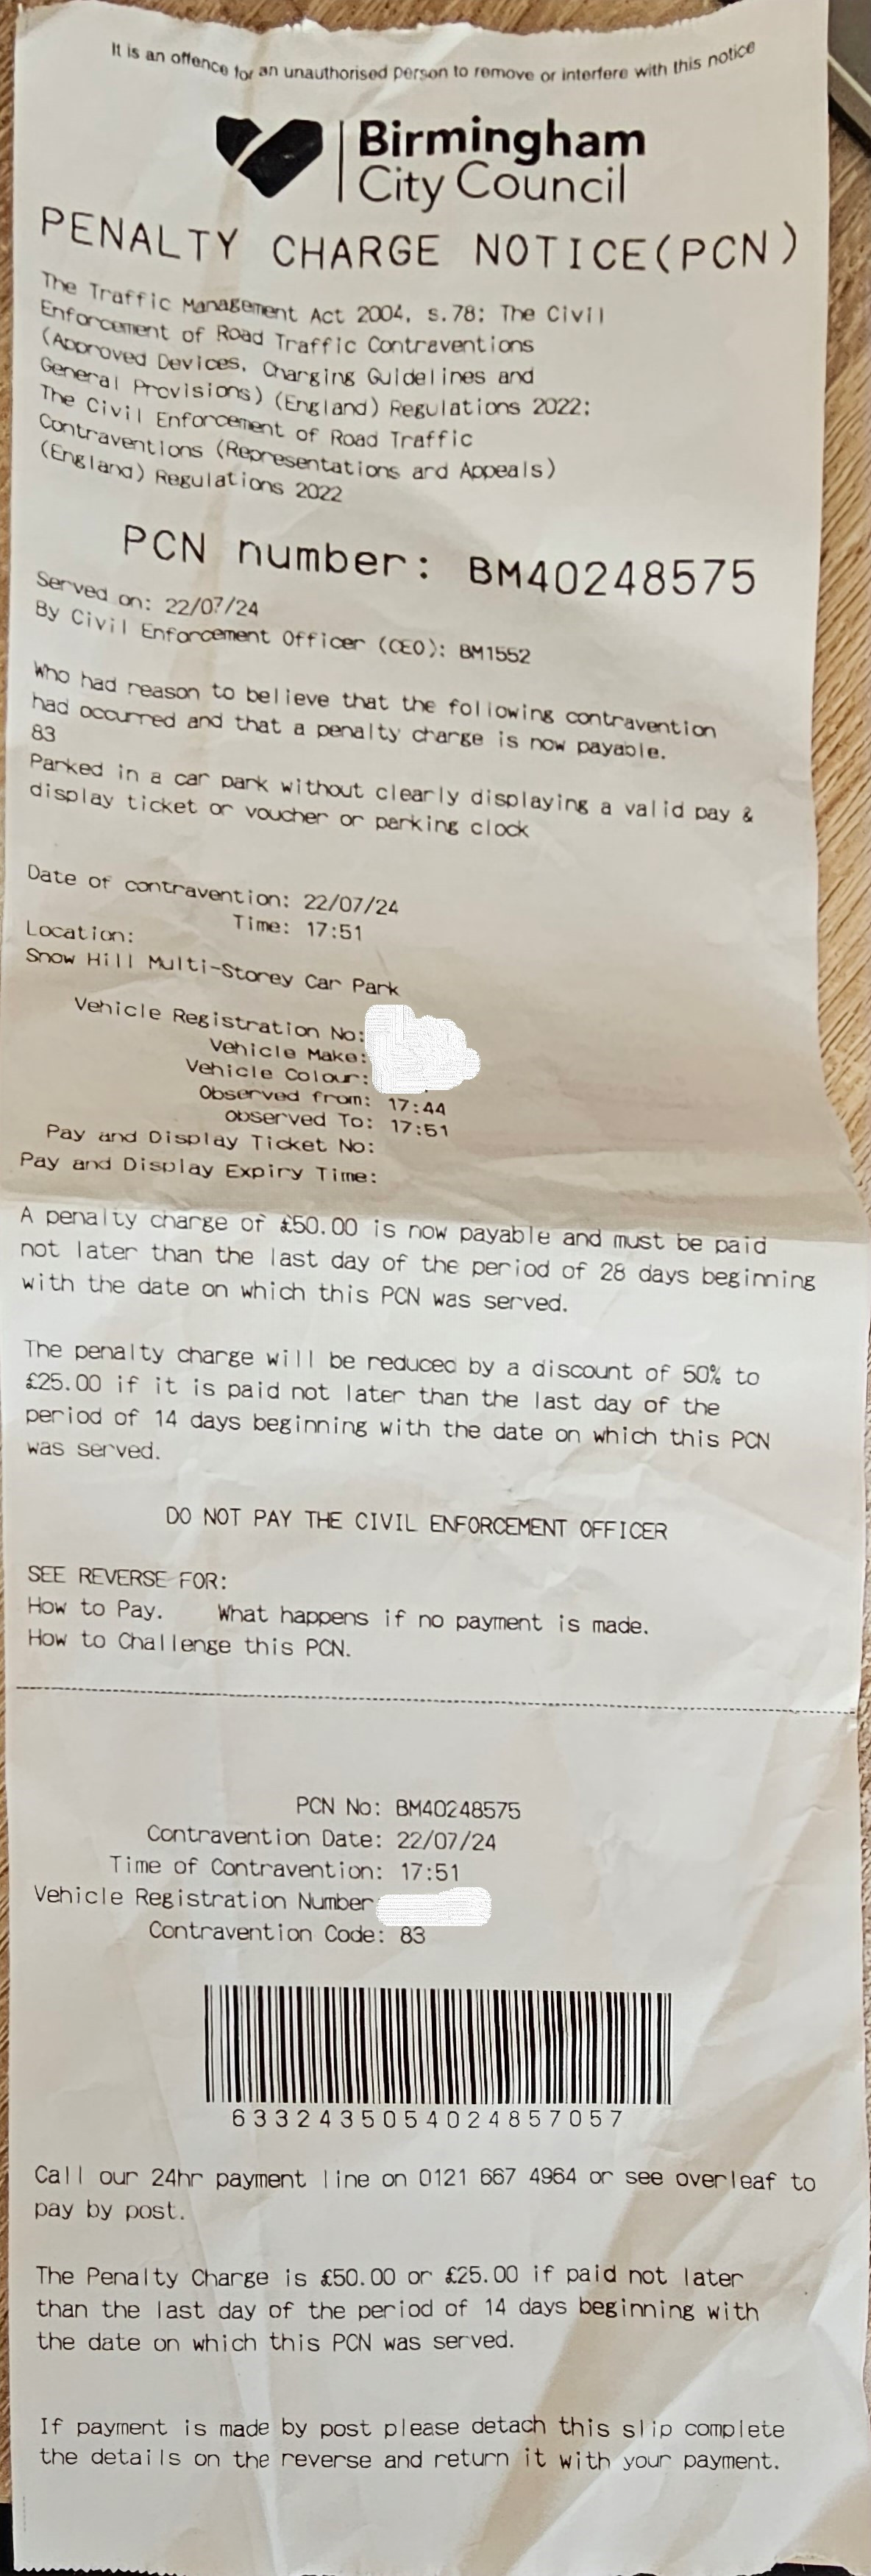 It is an offence for an unauthorised person to remove or interfere with this notice
Birmingham
City Council
PENALTY CHARGE NOTICE(PCN)
The Traffic Management Act 2004, s.78; The Civil
Enforcement of Road Traffic Contraventions
(Approved Devices, Charging Guidelines and
General Provisions) (England) Regulations 2022;
The Civil Enforcement of Road Traffic
Contraventions (Representations and Appeals)
(England) Regulations 2022
PCN number: BM40248575
Served on: 22/07/24
By Civil Enforcement Officer (CEO): BM1552
Who had reason to believe that the following contravention
had occurred and that a penalty charge is now payable.
83
Parked in a car park without clearly displaying a valid pay &
display ticket or voucher or parking clock
Date of contravention: 22/07/24
Time: 17:51
Location:
Snow Hill Multi-Storey Car Park
Vehicle Registration No:
Vehicle Make:
Vehicle Colour:
Observed from: 17:44
Observed To: 17:51
Pay and Display Ticket No:
Pay and Display Expiry Time:
A penalty charge of £50.00 is now payable and must be paid
not later than the last day of the period of 28 days beginning
with the date on which this PCN was served.
The penalty charge will be reduced by a discount of 50% to
£25.00 if it is paid not later than the last day of the
period of 14 days beginning with the date on which this PCN
was served.
DO NOT PAY THE CIVIL ENFORCEMENT OFFICER
SEE REVERSE FOR:
How to Pay. What happens if no payment is made.
How to Challenge this PCN.
PCN No: BM40248575
Contravention Date: 22/07/24
Time of Contravention: 17:51
Vehicle Registration Number
Contravention Code: 83
633243505402485​7057
Call our 24hr payment line on 0121 667 4964 or see overleaf to
pay by post.
The Penalty Charge is £50.00 or £25.00 if paid not later
than the last day of the period of 14 days beginning with
the date on which this PCN was served.
If payment is made by post please detach this slip complete
the details on the reverse and return it with your payment.